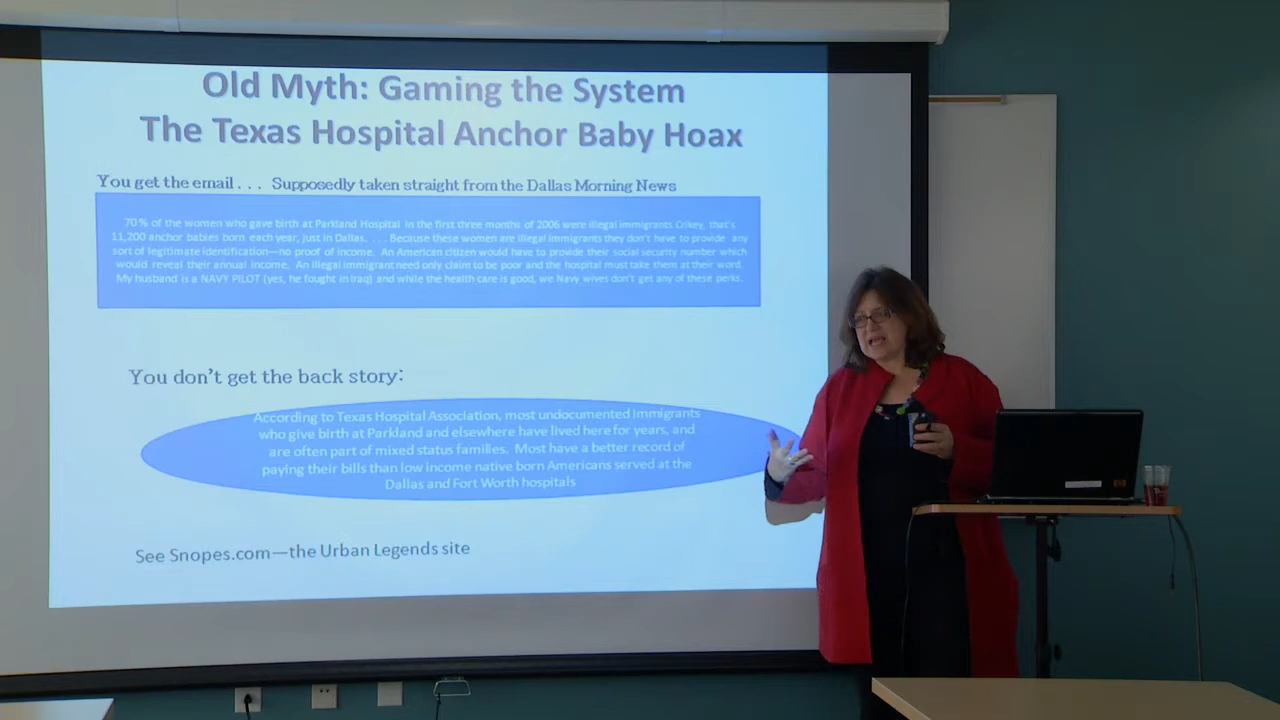 Old Myth: Gaming the System
The Texas Hospital Anchor Baby Hoax
You get the email . . .   Supposedly taken straight from the Dallas Morning News
70% of the women who gave birth at Parkland Hospital in the first three months of 2006 were illegal immigrants. Crikey, that's
11,200 anchor babies born each year, just in Dallas. . . . Because these women are illegal immigrants they don't have to provide any
sort of legitimate identification—no proof of income. An American citizen would have to provide their social security number which
would reveal their annual income. An illegal immigrant need only claim to be poor and the hospital must take them at their word.
My husband is a NAVY PILOT (yes, he fought in Iraq) and while the health care is good, we Navy wives don't get any of these perks.
You don't get the back story:
According to Texas Hospital Association, most undocumented immigrants
who give birth at Parkland and elsewhere have lived here for years, and
are often part of mixed status families. Most have a better record of
paying their bills than low income native born Americans served at the
Dallas and Fort Worth hospitals
See Snopes.com—the Urban Legends site